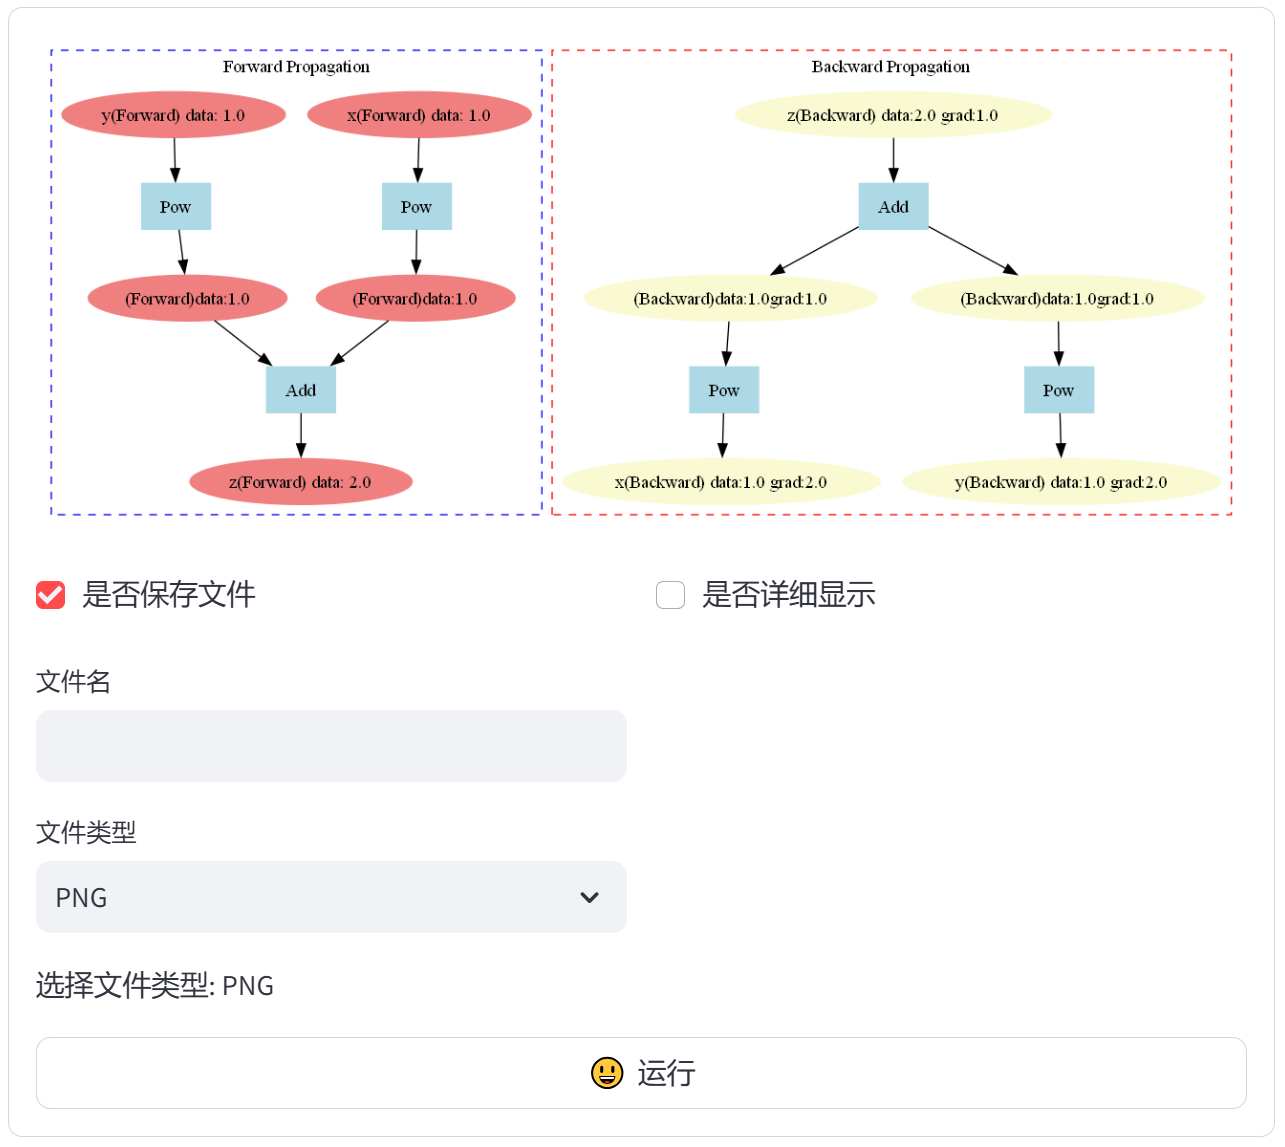 Forward Propagation
y(Forward) data: 1.0
x(Forward) data: 1.0
Pow
Pow
(Forward)data:1.0
(Forward)data:1.0
Add
z(Forward) data: 2.0
Backward Propagation
z(Backward) data:2.0 grad:1.0
Add
(Backward)data:1.0grad:1.0
(Backward)data:1.0grad:1.0
Pow
Pow
x(Backward) data:1.0 grad:2.0
y(Backward) data:1.0 grad:2.0
是否保存文件
是否详细显示
文件名
文件类型
PNG
选择文件类型: PNG
😃 运行